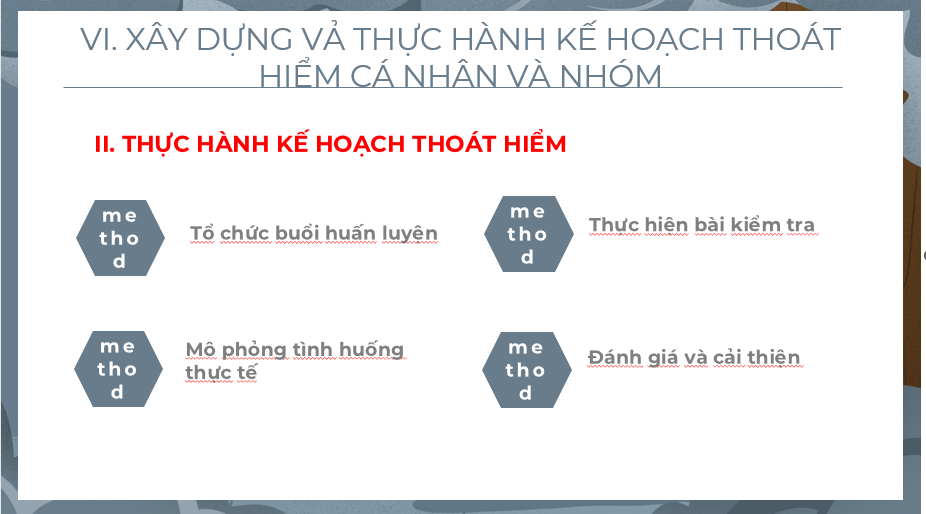 VI. XÂY DỰNG VẢ THỰC HÀNH KẾ HOẠCH THOÁT
HIỂM CÁ NHÂN VÀ NHÓM
II. THỰC HÀNH KẾ HOẠCH THOÁT HIỂM
me
tho
d
Tổ chức buổi huấn luyện
me
tho
d
Thực hiện bài kiểm tra
me
tho
d
Mô phỏng tình huống
thực tế
me
tho
d
Đánh giá và cải thiện